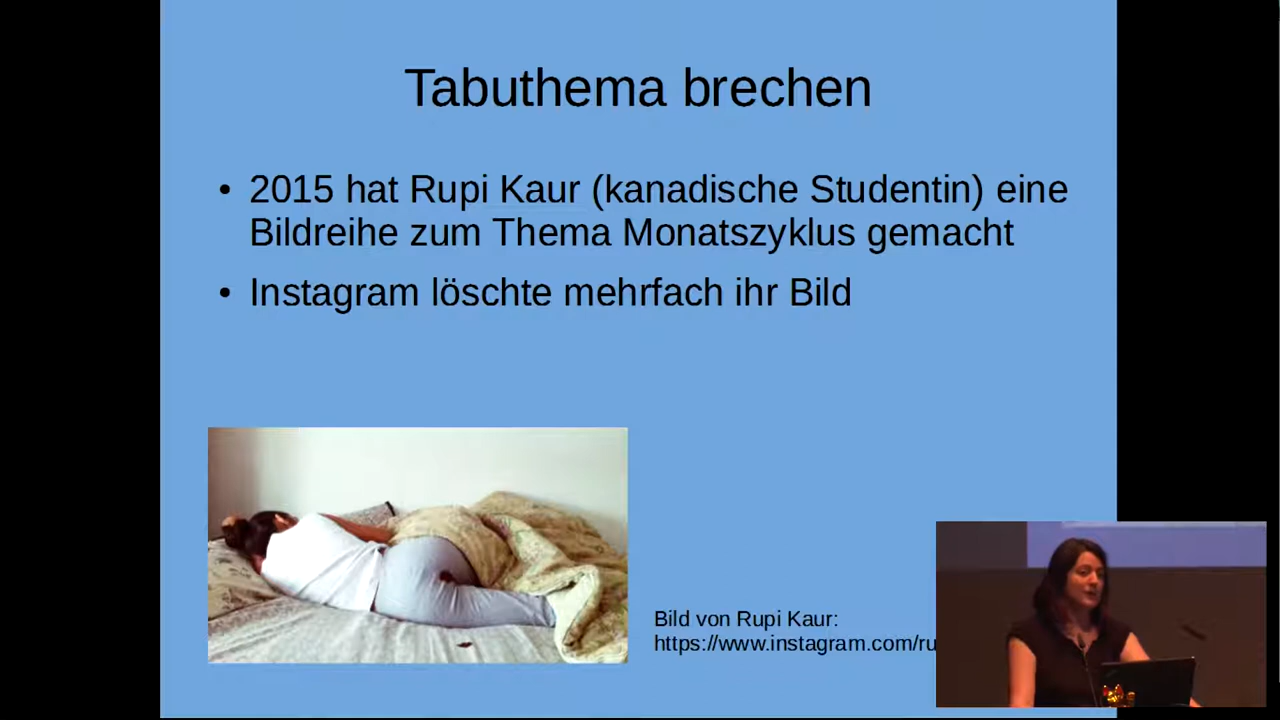 Tabuthema brechen
• 2015 hat Rupi Kaur (kanadische Studentin) eine
Bildreihe zum Thema Monatszyklus gemacht
• Instagram löschte mehrfach ihr Bild
Bild von Rupi Kaur:
https://www.instagram.com/ru